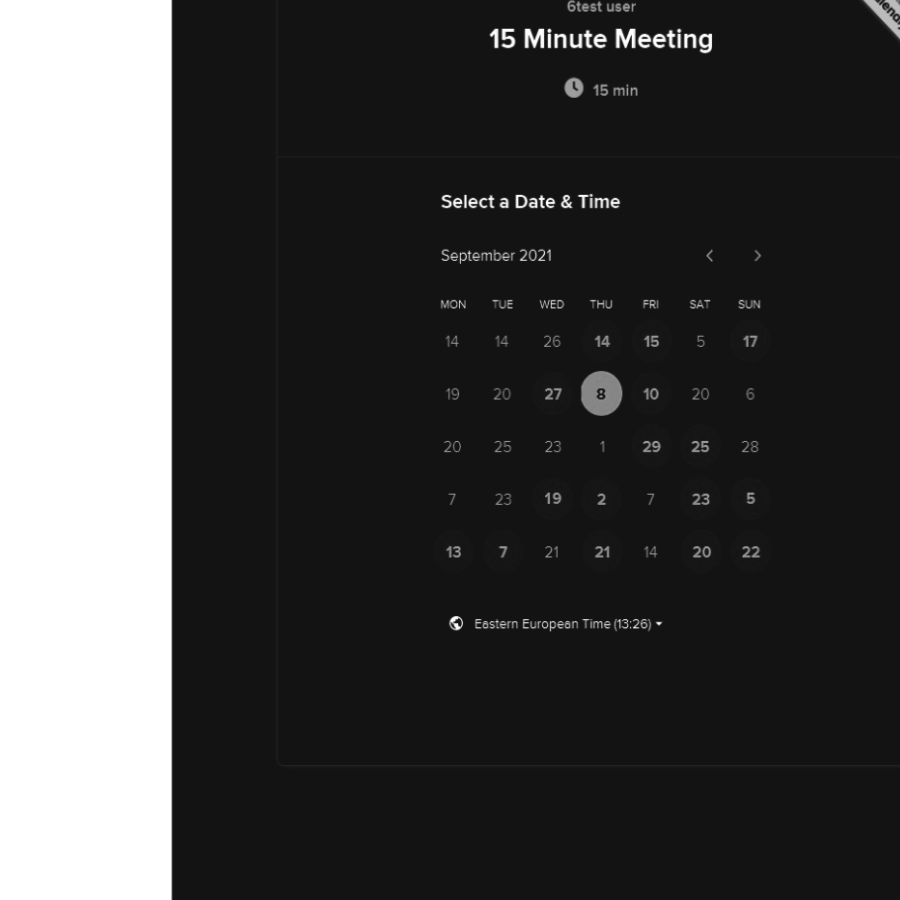 6test user
15 Minute Meeting
15 min
Select a Date & Time
September 2021
MON TUE WED THU FRI SAT SUN
14 14 26 14 15 5 17
19 20 27 8 10 20 6
20 25 23 1 29 25 28
7 23 19 2 7 23 5
13 7 21 21 14 20 22
Eastern European Time (13:26)